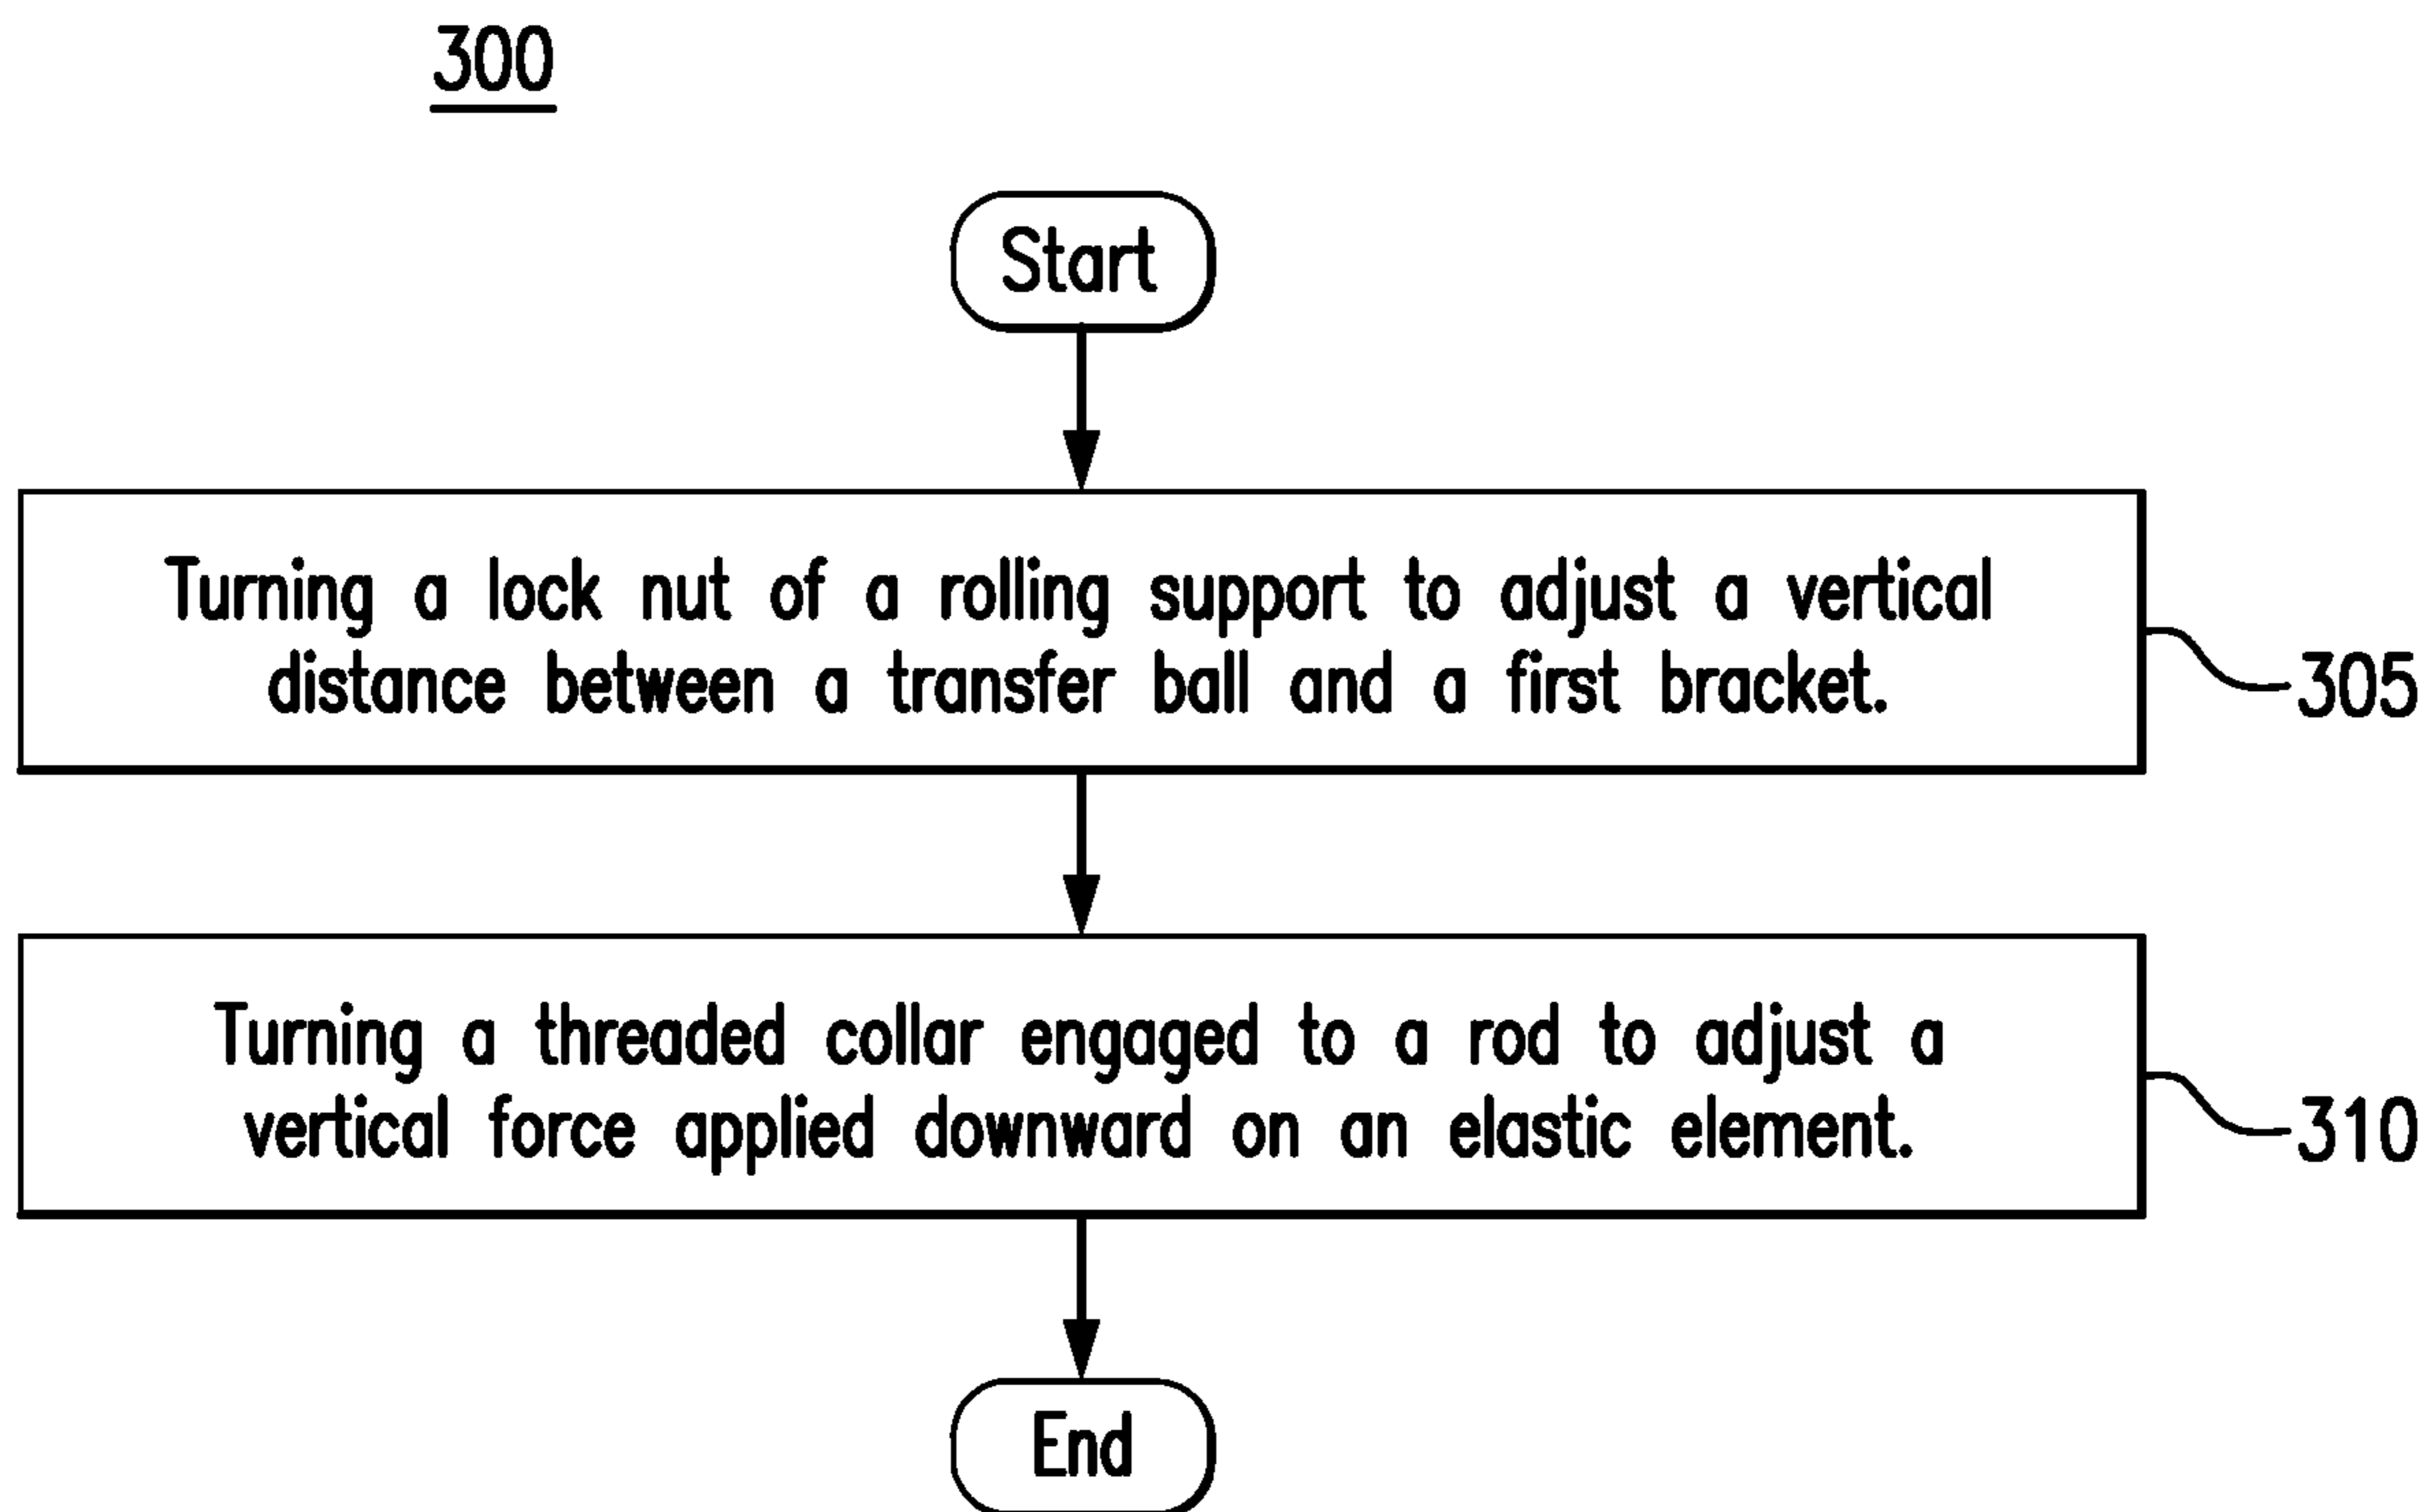 300
Start
Turning a lock nut of a rolling support to adjust a vertical
distance between a transfer ball and a first bracket.
305
Turning a threaded collar engaged to a rod to adjust a
vertical force applied downward on an elastic element.
310
End